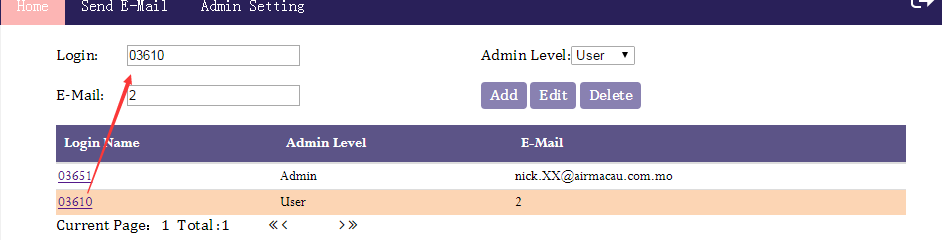 Home Send E-Mail Admin Setting
Login: 03610 Admin Level: User
E-Mail: 2 Add Edit Delete
Login Name Admin Level E-Mail
03651 Admin nick.XX@airmacau.com.mo
03610 User 2
Current Page: 1 Total:1 «< >»